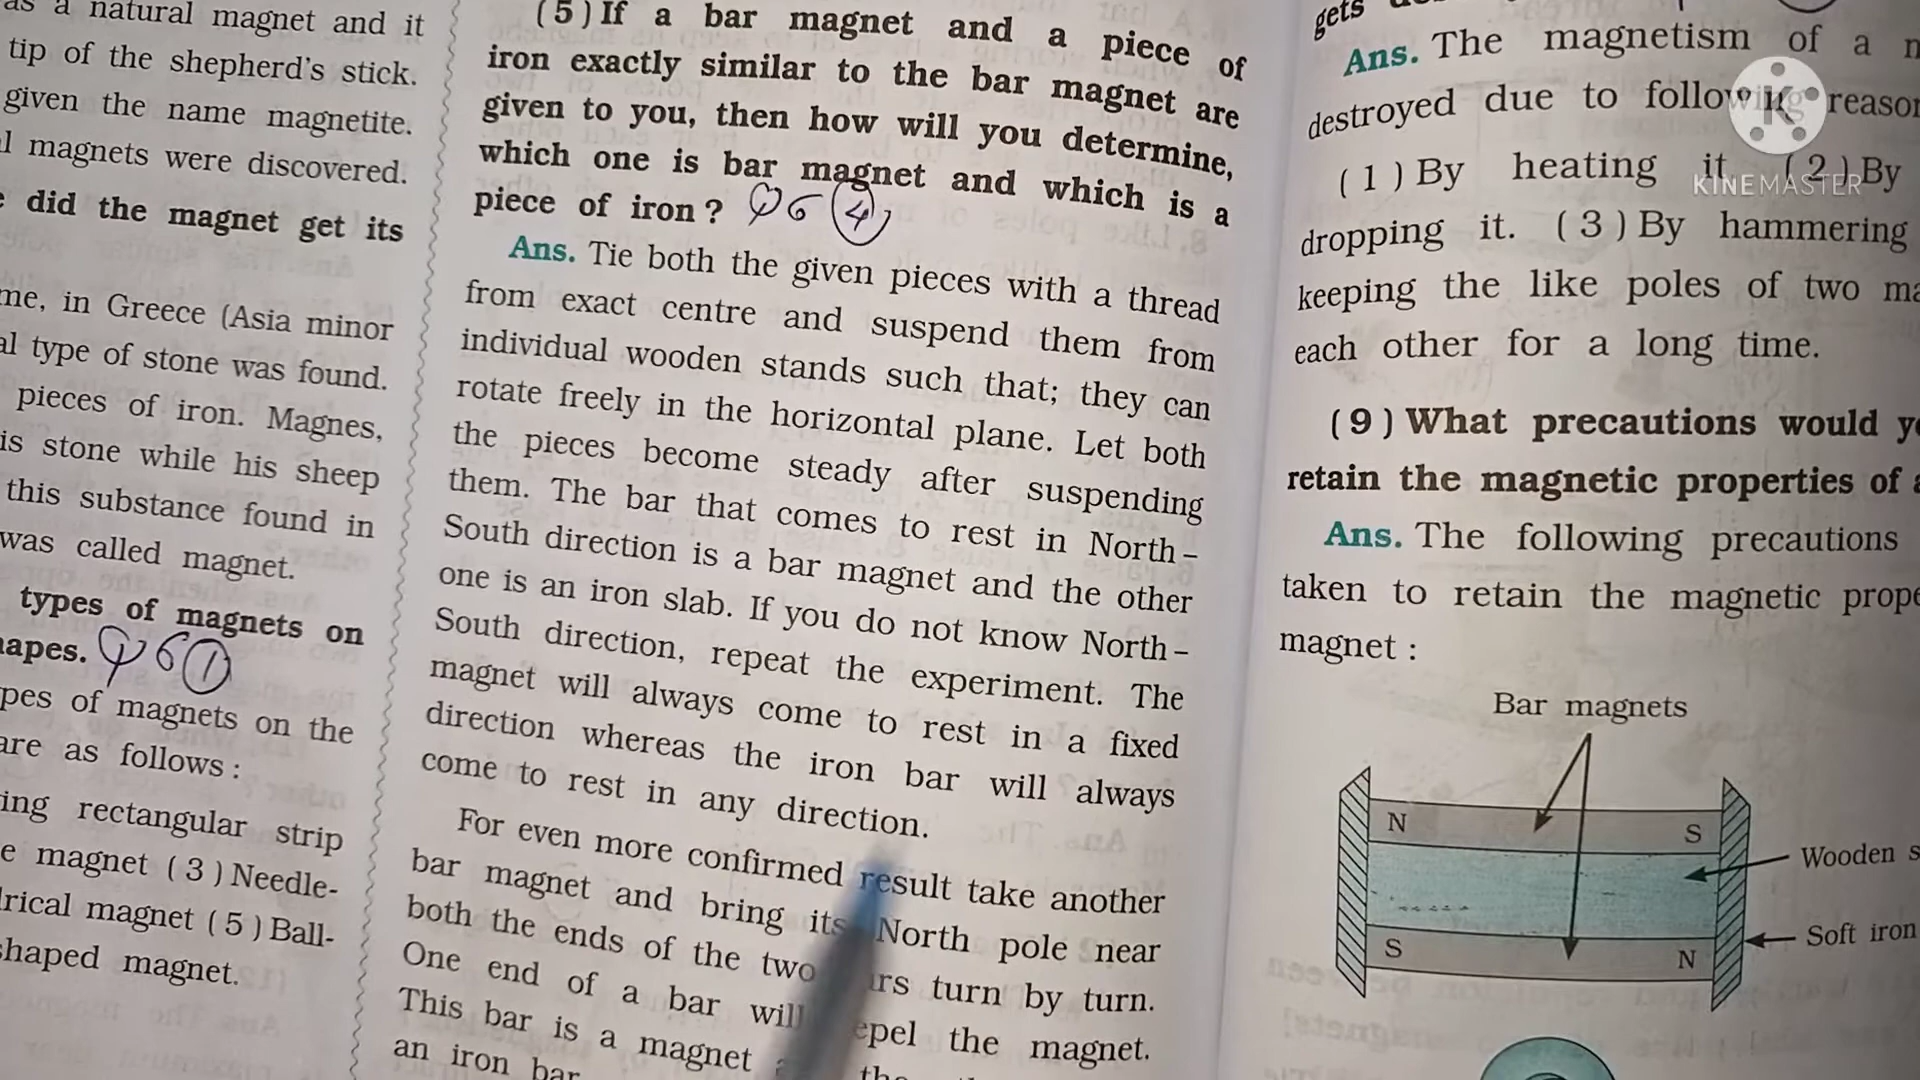 as a natural magnet and it
tip of the shepherd's stick.
given the name magnetite.
magnets were discovered.
did the magnet get its
me, in Greece (Asia minor
al type of stone was found.
pieces of iron. Magnes,
is stone while his sheep
this substance found in
was called magnet.
types of magnets on
hapes. 6 1
pes of magnets on the
are as follows :
ing rectangular strip
e magnet (3) Needle-
drical magnet (5) Ball-
shaped magnet.
(5) If a bar magnet and a piece of
iron exactly similar to the bar magnet are
given to you, then how will you determine,
which one is bar magnet and which is a
piece of iron ? 6 4
Ans. Tie both the given pieces with a thread
from exact centre and suspend them from
individual wooden stands such that; they can
rotate freely in the horizontal plane. Let both
the pieces become steady after suspending
them. The bar that comes to rest in North-
South direction is a bar magnet and the other
one is an iron slab. If you do not know North-
South direction, repeat the experiment. The
magnet will always come to rest in a fixed
direction whereas the iron bar will always
come to rest in any direction.
For even more confirmed result take another
bar magnet and bring its North pole near
both the ends of the two rs turn by turn.
One end of a bar will epel the magnet.
This bar is a magnet
an iron bar
gets
Ans. The magnetism of a
destroyed due to following reason
(1) By heating it (2) By
dropping it. (3) By hammering
keeping the like poles of two ma
each other for a long time.
(9) What precautions would y
retain the magnetic properties of
Ans. The following precautions
taken to retain the magnetic prope
magnet :
Bar magnets
N S
Wooden s
Soft iron
S N
K
KINEMASTER